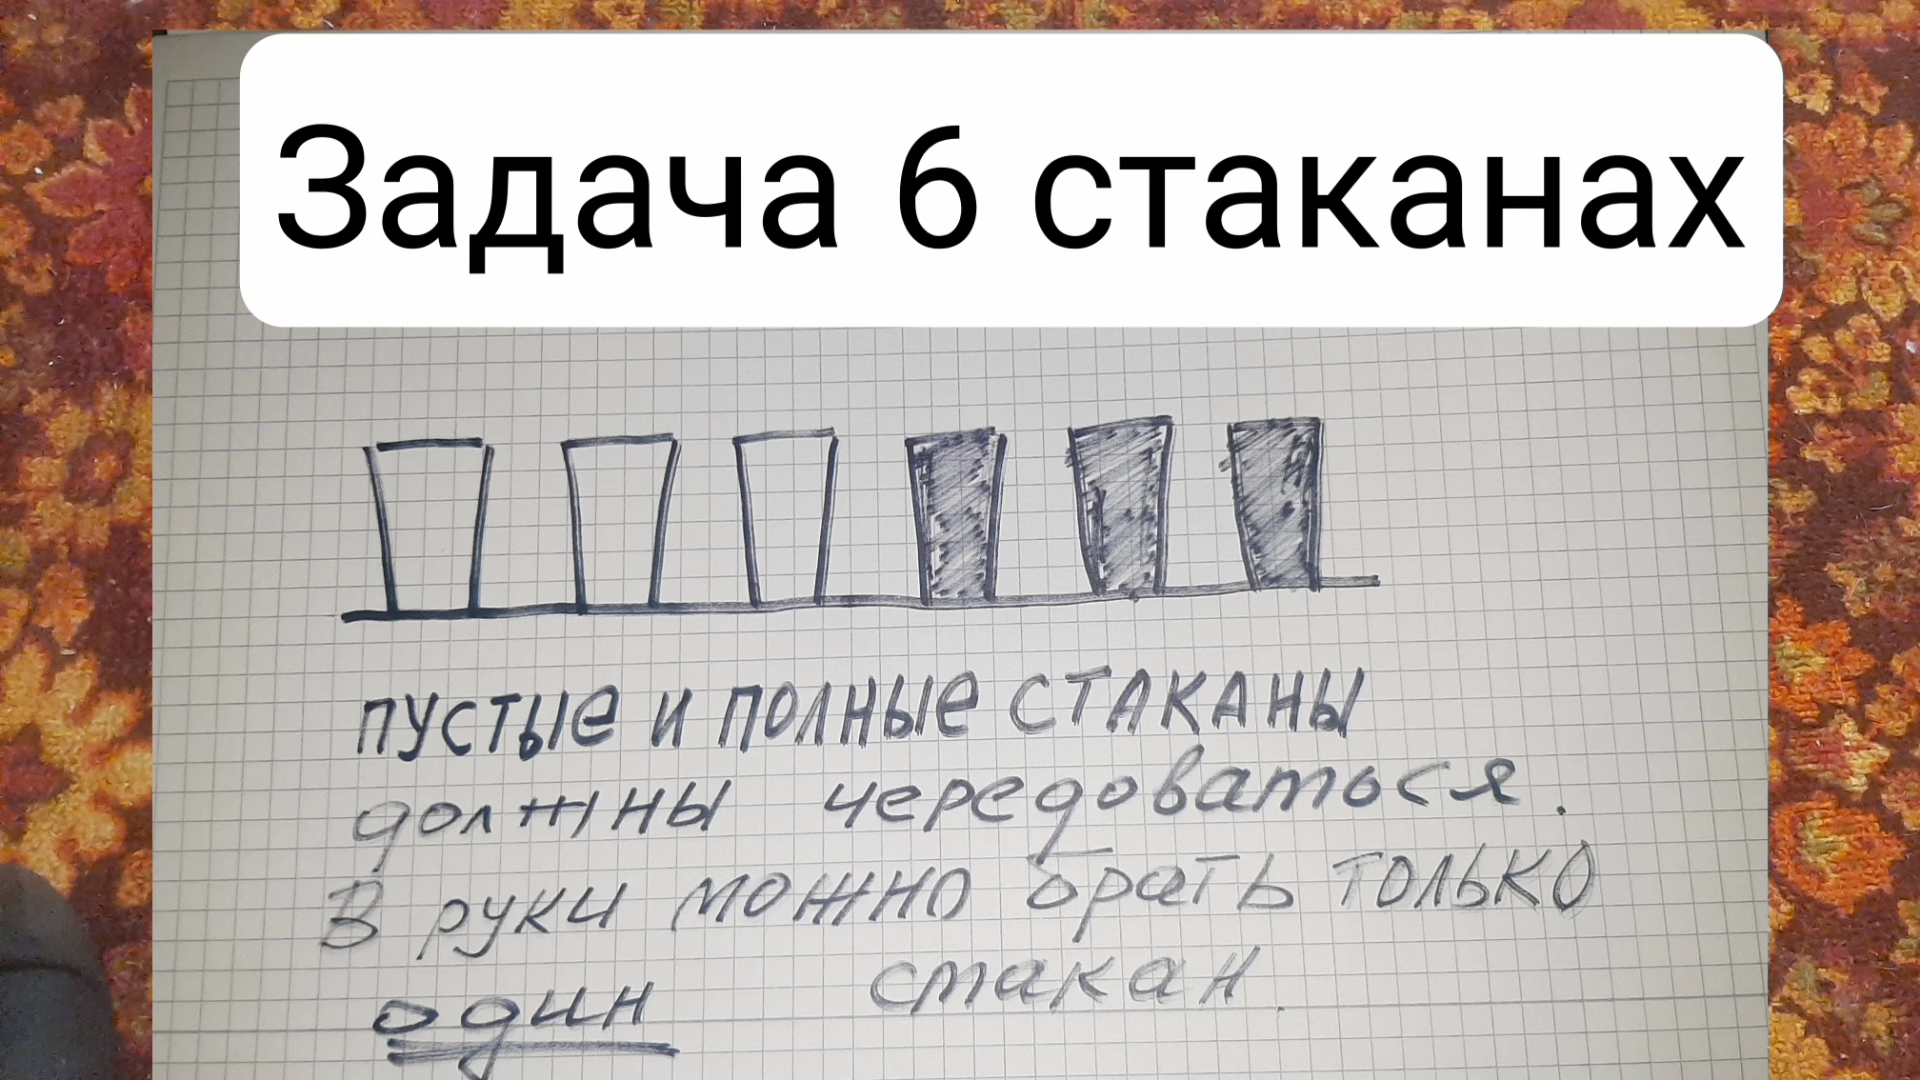 Задача 6 стаканах
пустые и полные стаканы
должны чередоваться.
В руки можно брать только
один стакан.